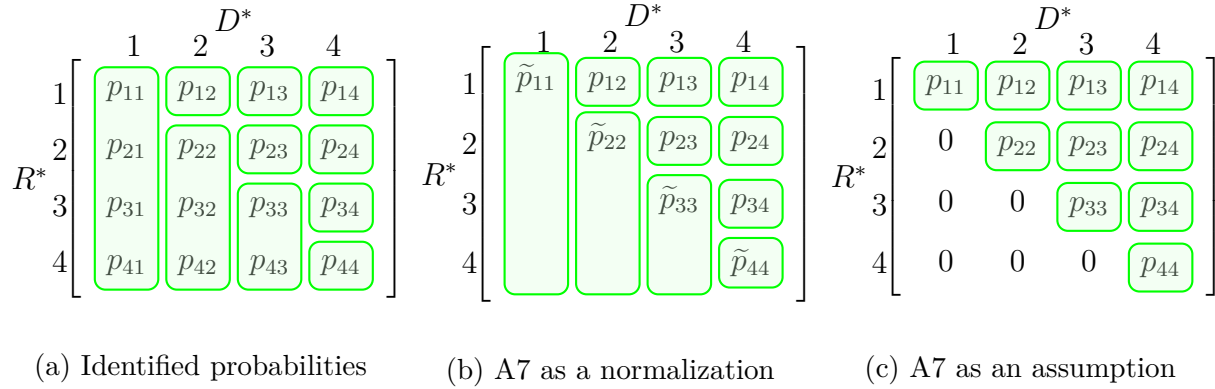 D* D* D*
1 2 3 4 1 2 3 4 1 2 3 4
1 p₁₁ p₁₂ p₁₃ p₁₄ 1 p̃₁₁ p₁₂ p₁₃ p₁₄ 1 p₁₁ p₁₂ p₁₃ p₁₄
2 p₂₁ p₂₂ p₂₃ p₂₄ 2 p̃₂₂ p₂₃ p₂₄ 2 0 p₂₂ p₂₃ p₂₄
R* R* R*
3 p₃₁ p₃₂ p₃₃ p₃₄ 3 p̃₃₃ p₃₄ 3 0 0 p₃₃ p₃₄
4 p₄₁ p₄₂ p₄₃ p₄₄ 4 p̃₄₄ 4 0 0 0 p₄₄
(a) Identified probabilities (b) A7 as a normalization (c) A7 as an assumption